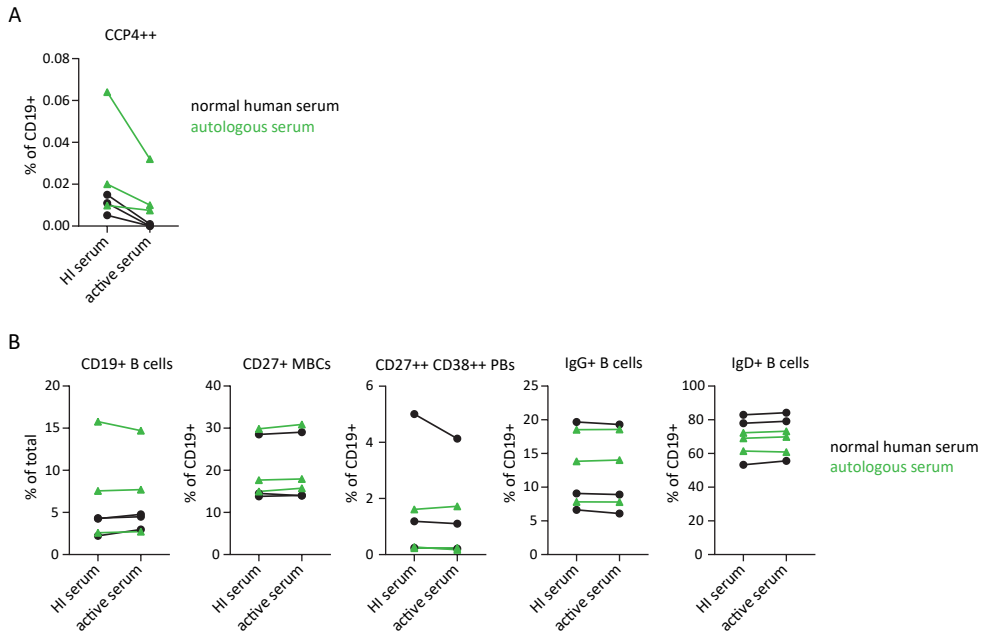 A
CCP4++
0.08
0.06
0.04
0.02
0.00
% of CD19+
HI serum
active serum
normal human serum
autologous serum
B
CD19+ B cells
20
15
10
5
0
% of total
HI serum
active serum
CD27+ MBCs
40
30
20
10
0
% of CD19+
HI serum
active serum
CD27++ CD38++ PBs
6
4
2
0
% of CD19+
HI serum
active serum
IgG+ B cells
25
20
15
10
5
0
% of CD19+
HI serum
active serum
IgD+ B cells
100
80
60
40
20
0
% of CD19+
HI serum
active serum
normal human serum
autologous serum